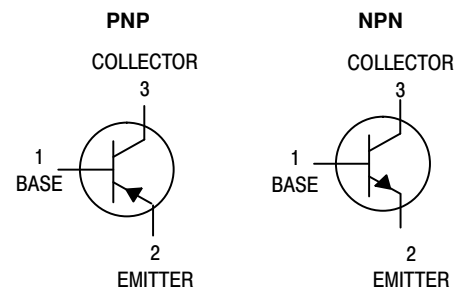 PNP
COLLECTOR
3
1
BASE
2
EMITTER
NPN
COLLECTOR
3
1
BASE
2
EMITTER